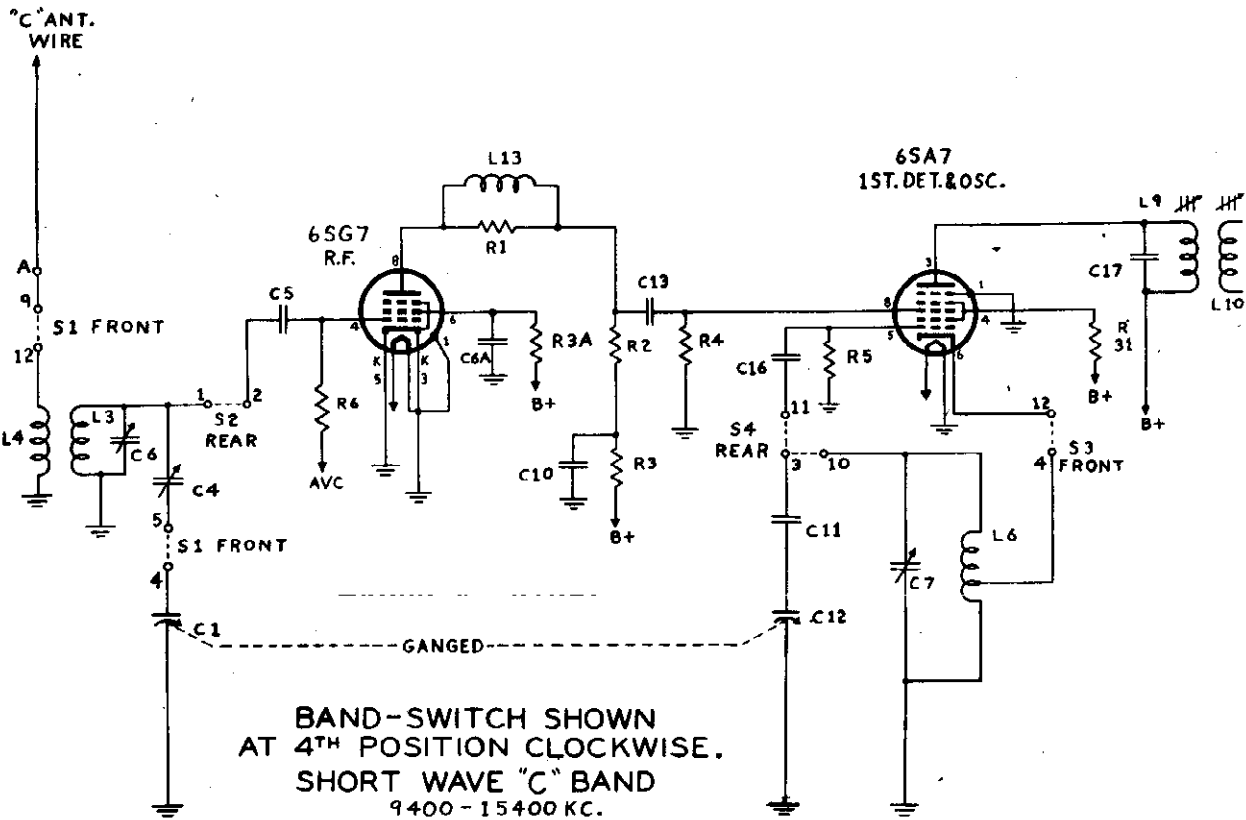 "C" ANT.
WIRE
A
9
S1 FRONT
12
L4
L3
C6
C4
1
2
S2
REAR
5
S1 FRONT
4
C1
C5
R6
AVC
6SG7
R.F.
8
4
6
1
K
5
K
3
L13
R1
C6A
R3A
B+
C13
R2
R4
C10
R3
B+
6SA7
1ST. DET. & OSC.
3
8
5
1
4
6
C16
R5
11
S4
REAR
3
10
C11
C12
C7
L6
12
S3
FRONT
4
R
31
B+
L9
C17
L10
B+
GANGED
BAND-SWITCH SHOWN
AT 4TH POSITION CLOCKWISE.
SHORT WAVE "C" BAND
9400-15400 KC.